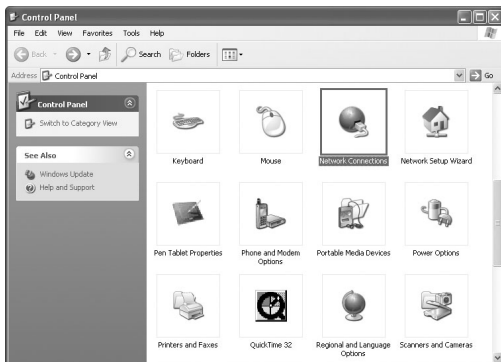 Control Panel
File Edit View Favorites Tools Help
Back Search Folders
Address Control Panel Go
Control Panel
Switch to Category View
See Also
Windows Update
Help and Support
Keyboard Mouse Network Connections Network Setup Wizard
Pen Tablet Properties Phone and Modem Options Portable Media Devices Power Options
Printers and Faxes QuickTime 32 Regional and Language Options Scanners and Cameras